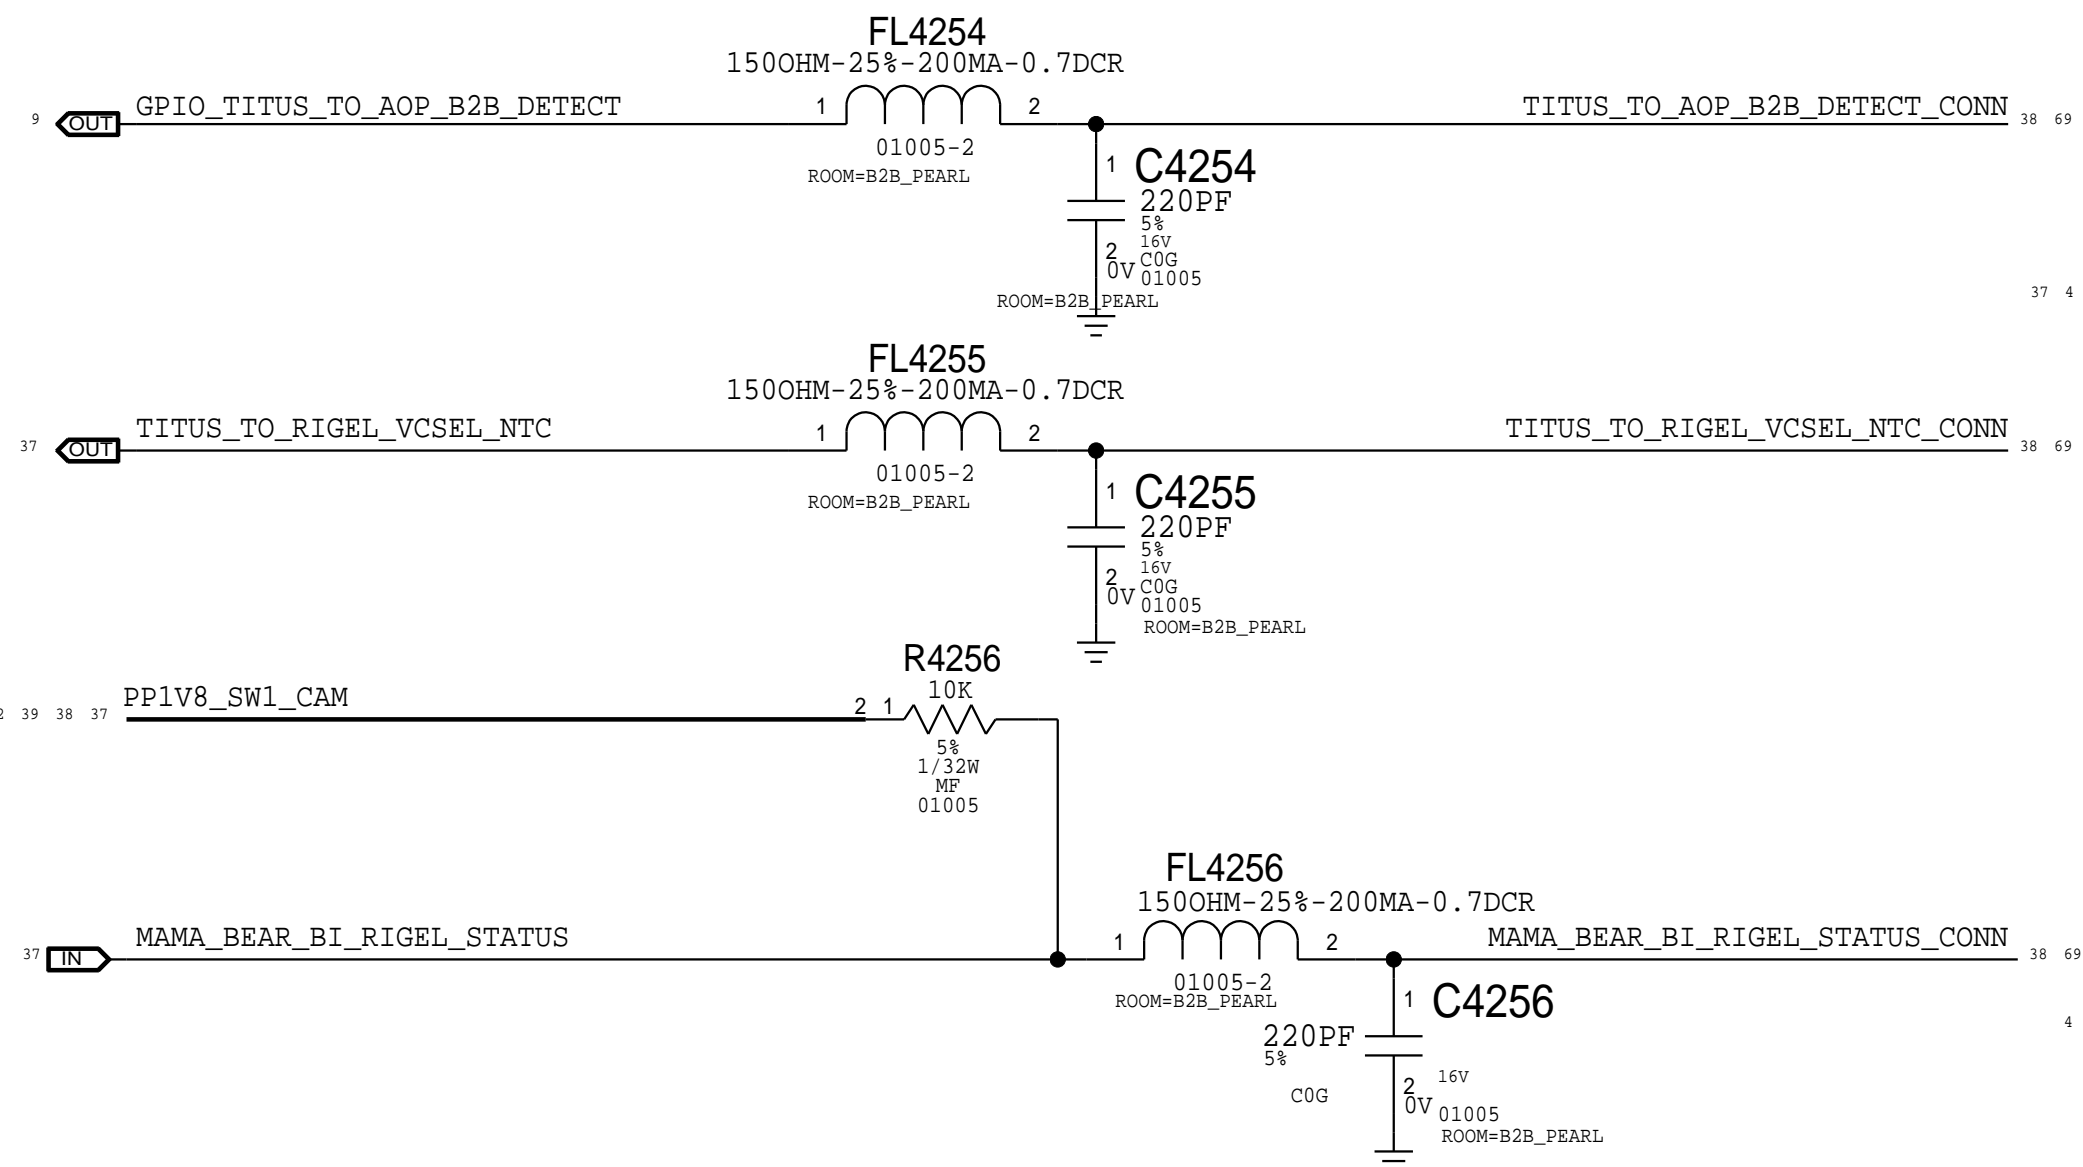 FL4254
150OHM-25%-200MA-0.7DCR
9 OUT GPIO_TITUS_TO_AOP_B2B_DETECT 1 2 TITUS_TO_AOP_B2B_DETECT_CONN 38 69
01005-2
ROOM=B2B_PEARL
1 C4254
220PF
5%
16V
2 C0G
0V 01005
ROOM=B2B_PEARL
37 4
FL4255
150OHM-25%-200MA-0.7DCR
37 OUT TITUS_TO_RIGEL_VCSEL_NTC 1 2 TITUS_TO_RIGEL_VCSEL_NTC_CONN 38 69
01005-2
ROOM=B2B_PEARL
1 C4255
220PF
5%
16V
2 C0G
0V 01005
ROOM=B2B_PEARL
R4256
10K
2 39 38 37 PP1V8_SW1_CAM 2 1
5%
1/32W
MF
01005
FL4256
150OHM-25%-200MA-0.7DCR
37 IN MAMA_BEAR_BI_RIGEL_STATUS 1 2 MAMA_BEAR_BI_RIGEL_STATUS_CONN 38 69
01005-2
ROOM=B2B_PEARL
1 C4256
4
220PF
5%
16V
C0G 2
0V 01005
ROOM=B2B_PEARL